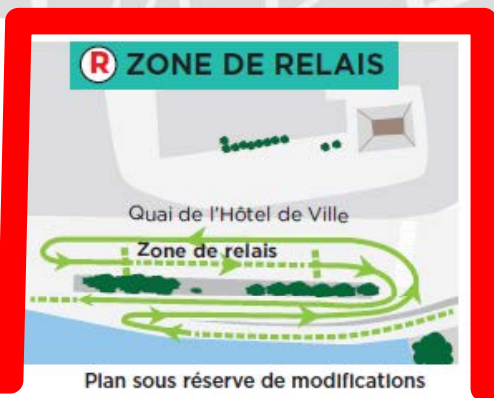 R ZONE DE RELAIS
Quai de l'Hôtel de Ville
Zone de relais
Plan sous réserve de modifications